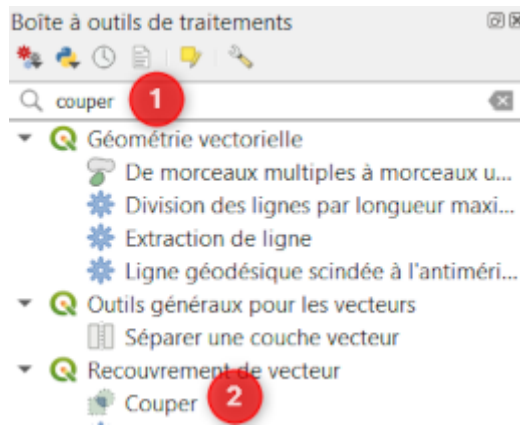 Boîte à outils de traitements
couper 1
Géométrie vectorielle
De morceaux multiples à morceaux u...
Division des lignes par longueur maxi...
Extraction de ligne
Ligne géodésique scindée à l'antiméri...
Outils généraux pour les vecteurs
Séparer une couche vecteur
Recouvrement de vecteur
Couper 2